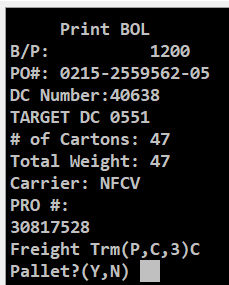 Print BOL
B/P: 1200
PO#: 0215-2559562-05
DC Number:40638
TARGET DC 0551
# of Cartons: 47
Total Weight: 47
Carrier: NFCV
PRO #:
30817528
Freight Trm(P,C,3)C
Pallet?(Y,N)